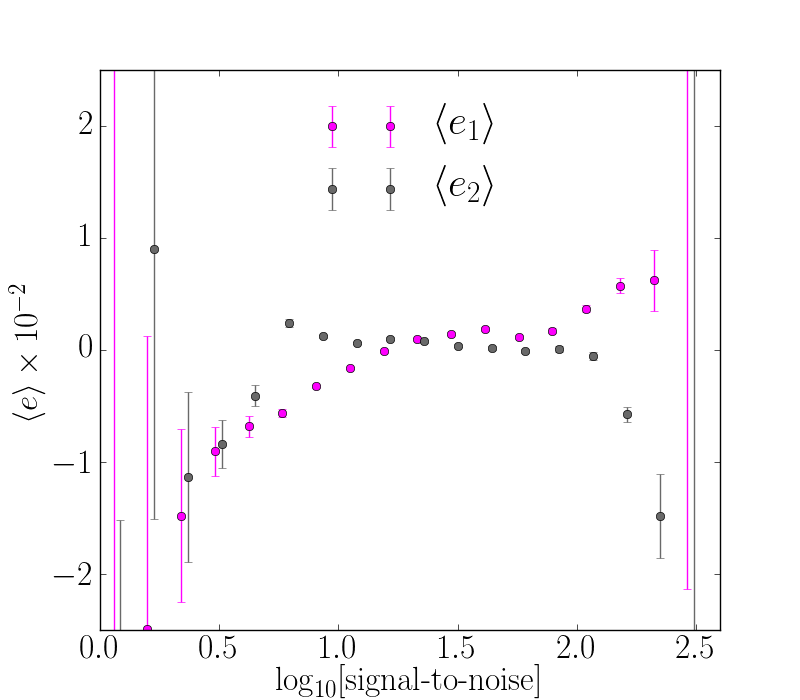 ⟨e₁⟩
⟨e₂⟩
2
1
0
−1
−2
⟨e⟩ × 10⁻²
0.0 0.5 1.0 1.5 2.0 2.5
log₁₀[signal-to-noise]